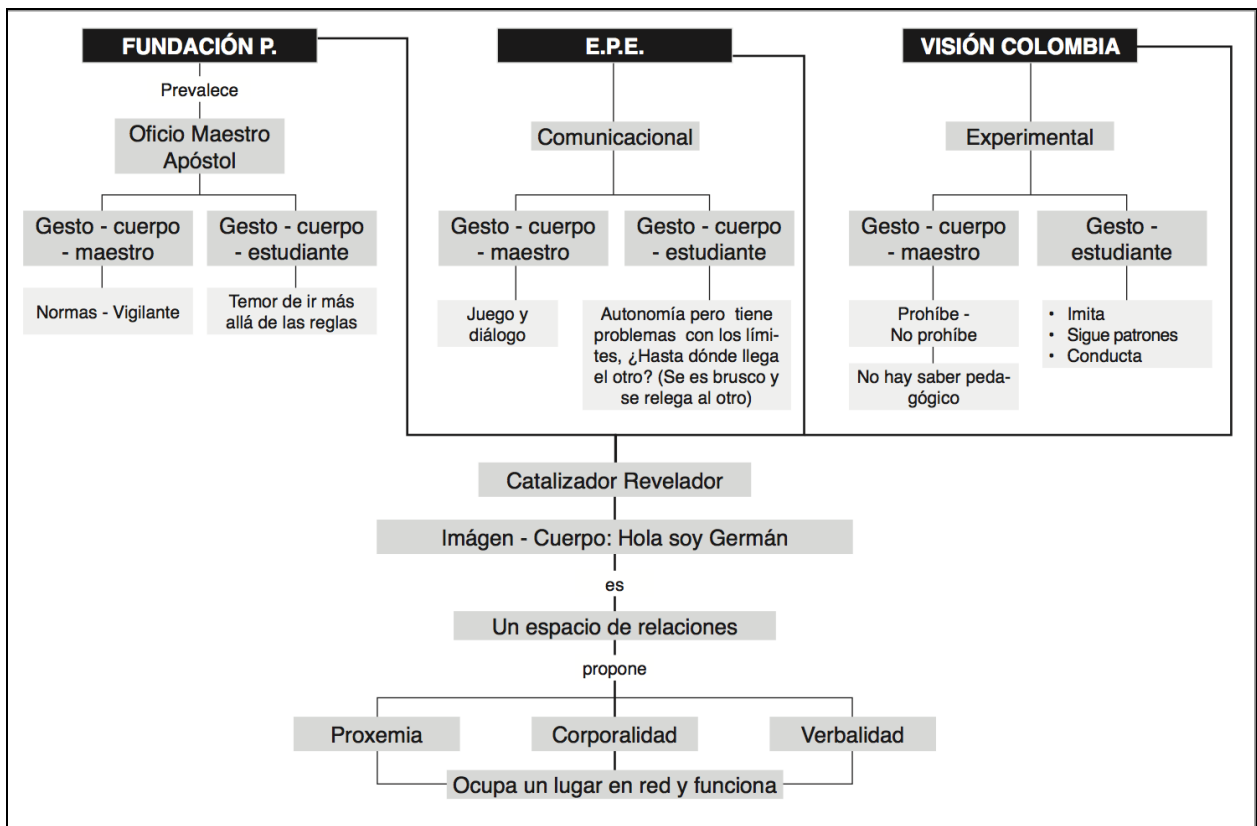 FUNDACIÓN P.
Prevalece
Oficio Maestro
Apóstol
Gesto - cuerpo
- maestro
Normas - Vigilante
Gesto - cuerpo
- estudiante
Temor de ir más
allá de las reglas
E.P.E.
Comunicacional
Gesto - cuerpo
- maestro
Juego y
diálogo
Gesto - cuerpo
- estudiante
Autonomía pero tiene
problemas con los lími-
tes, ¿Hasta dónde llega
el otro? (Se es brusco y
se relega al otro)
VISIÓN COLOMBIA
Experimental
Gesto - cuerpo
- maestro
Prohíbe -
No prohíbe
No hay saber peda-
gógico
Gesto -
estudiante
• Imita
• Sigue patrones
• Conducta
Catalizador Revelador
Imágen - Cuerpo: Hola soy Germán
es
Un espacio de relaciones
propone
Proxemia
Corporalidad
Verbalidad
Ocupa un lugar en red y funciona